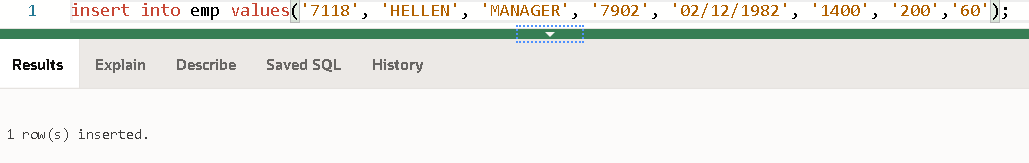 1 insert into emp values('7118', 'HELLEN', 'MANAGER', '7902', '02/12/1982', '1400', '200','60');
Results Explain Describe Saved SQL History
1 row(s) inserted.